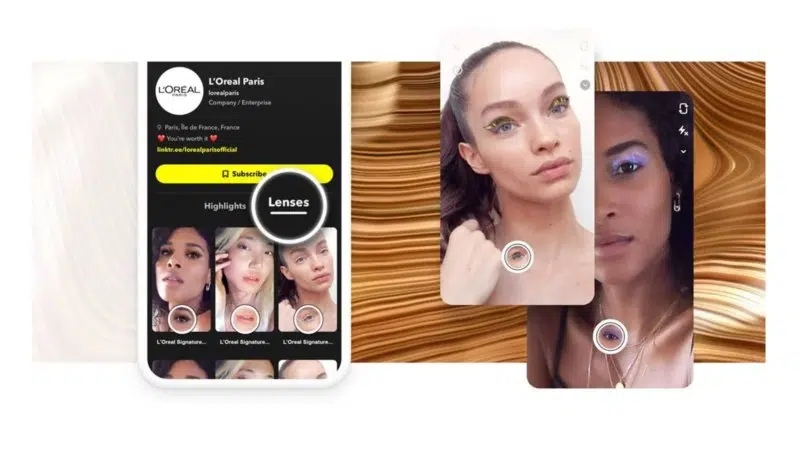 L'ORÉAL
PARIS
L'Oreal Paris
lorealparis
Company / Enterprise
Paris, Île de France, France
❤️ You're worth it ❤️
linktr.ee/lorealparisofficial
Subscribe
Highlights
Lenses
L'Oreal Signature...
L'Oreal Signature...
L'Oreal Signature...